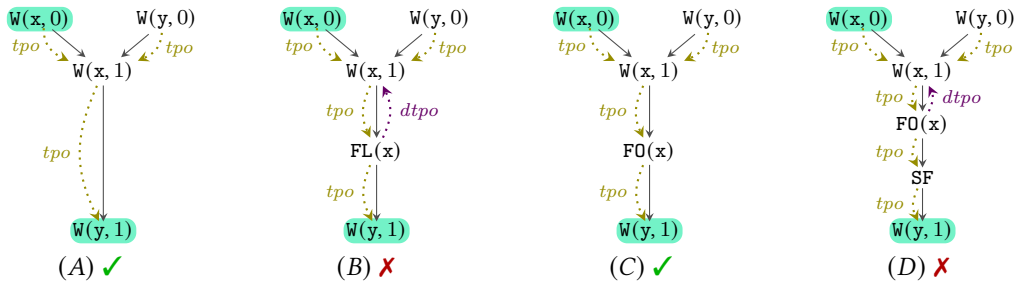 W(x, 0) W(y, 0) W(x, 0) W(y, 0) W(x, 0) W(y, 0) W(x, 0) W(y, 0)
tpo tpo tpo tpo tpo tpo tpo tpo
W(x, 1) W(x, 1) W(x, 1) W(x, 1)
tpo dtpo tpo tpo dtpo
FO(x)
tpo FL(x) FO(x) tpo
SF
tpo tpo tpo
W(y, 1) W(y, 1) W(y, 1) W(y, 1)
(A) ✓ (B) ✗ (C) ✓ (D) ✗